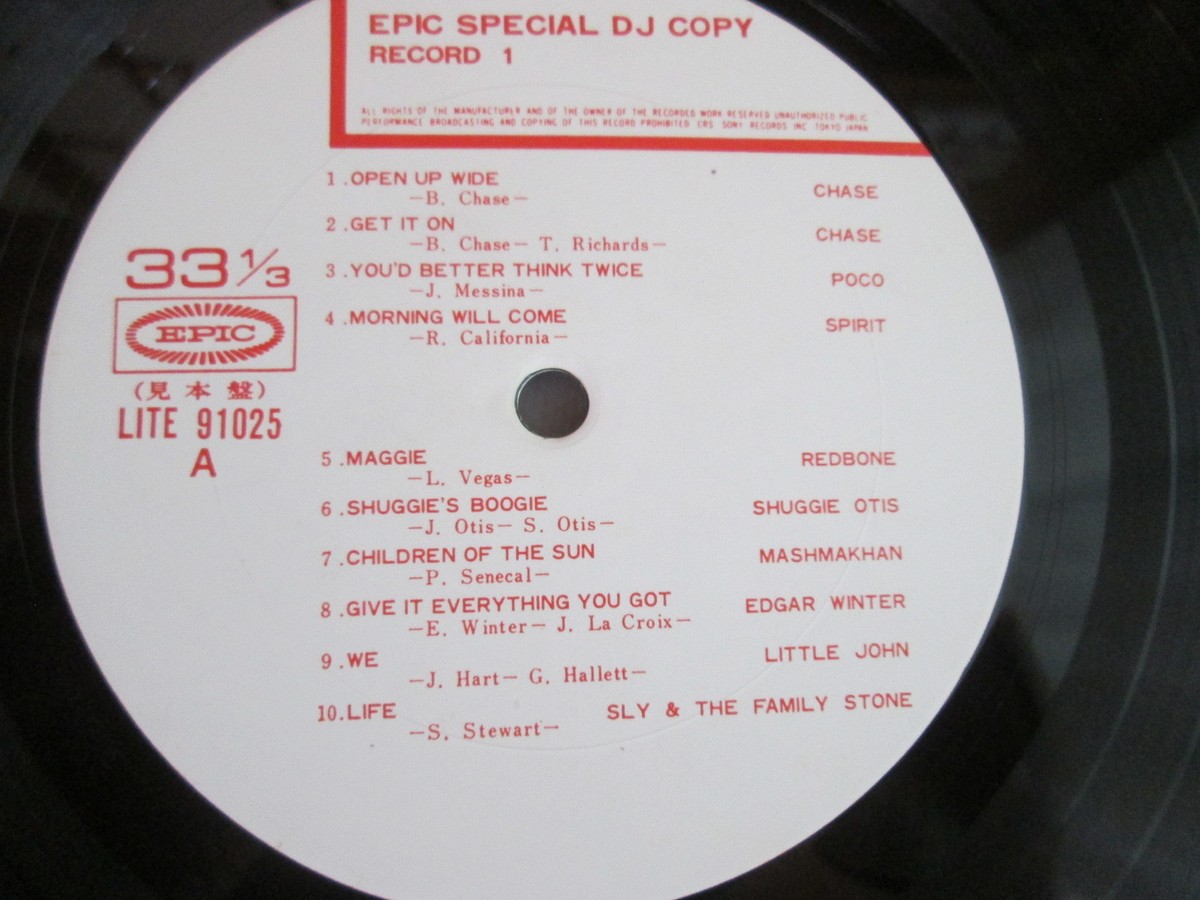 EPIC SPECIAL DJ COPY
RECORD 1
ALL RIGHTS OF THE MANUFACTURER AND OF THE OWNER OF THE RECORDED WORK RESERVED UNAUTHORIZED PUBLIC
PERFORMANCE BROADCASTING AND COPYING OF THIS RECORD PROHIBITED CBS SONY RECORDS INC TOKYO JAPAN
1.OPEN UP WIDE CHASE
—B. Chase—
2.GET IT ON CHASE
—B. Chase— T. Richards—
3.YOU'D BETTER THINK TWICE POCO
—J. Messina—
4.MORNING WILL COME SPIRIT
—R. California—
33 1/3
EPIC
(見本盤)
LITE 91025
A
5.MAGGIE REDBONE
—L. Vegas—
6.SHUGGIE'S BOOGIE SHUGGIE OTIS
—J. Otis— S. Otis—
7.CHILDREN OF THE SUN MASHMAKHAN
—P. Senecal—
8.GIVE IT EVERYTHING YOU GOT EDGAR WINTER
—E. Winter— J. La Croix—
9.WE LITTLE JOHN
—J. Hart— G. Hallett—
10.LIFE SLY & THE FAMILY STONE
—S. Stewart—